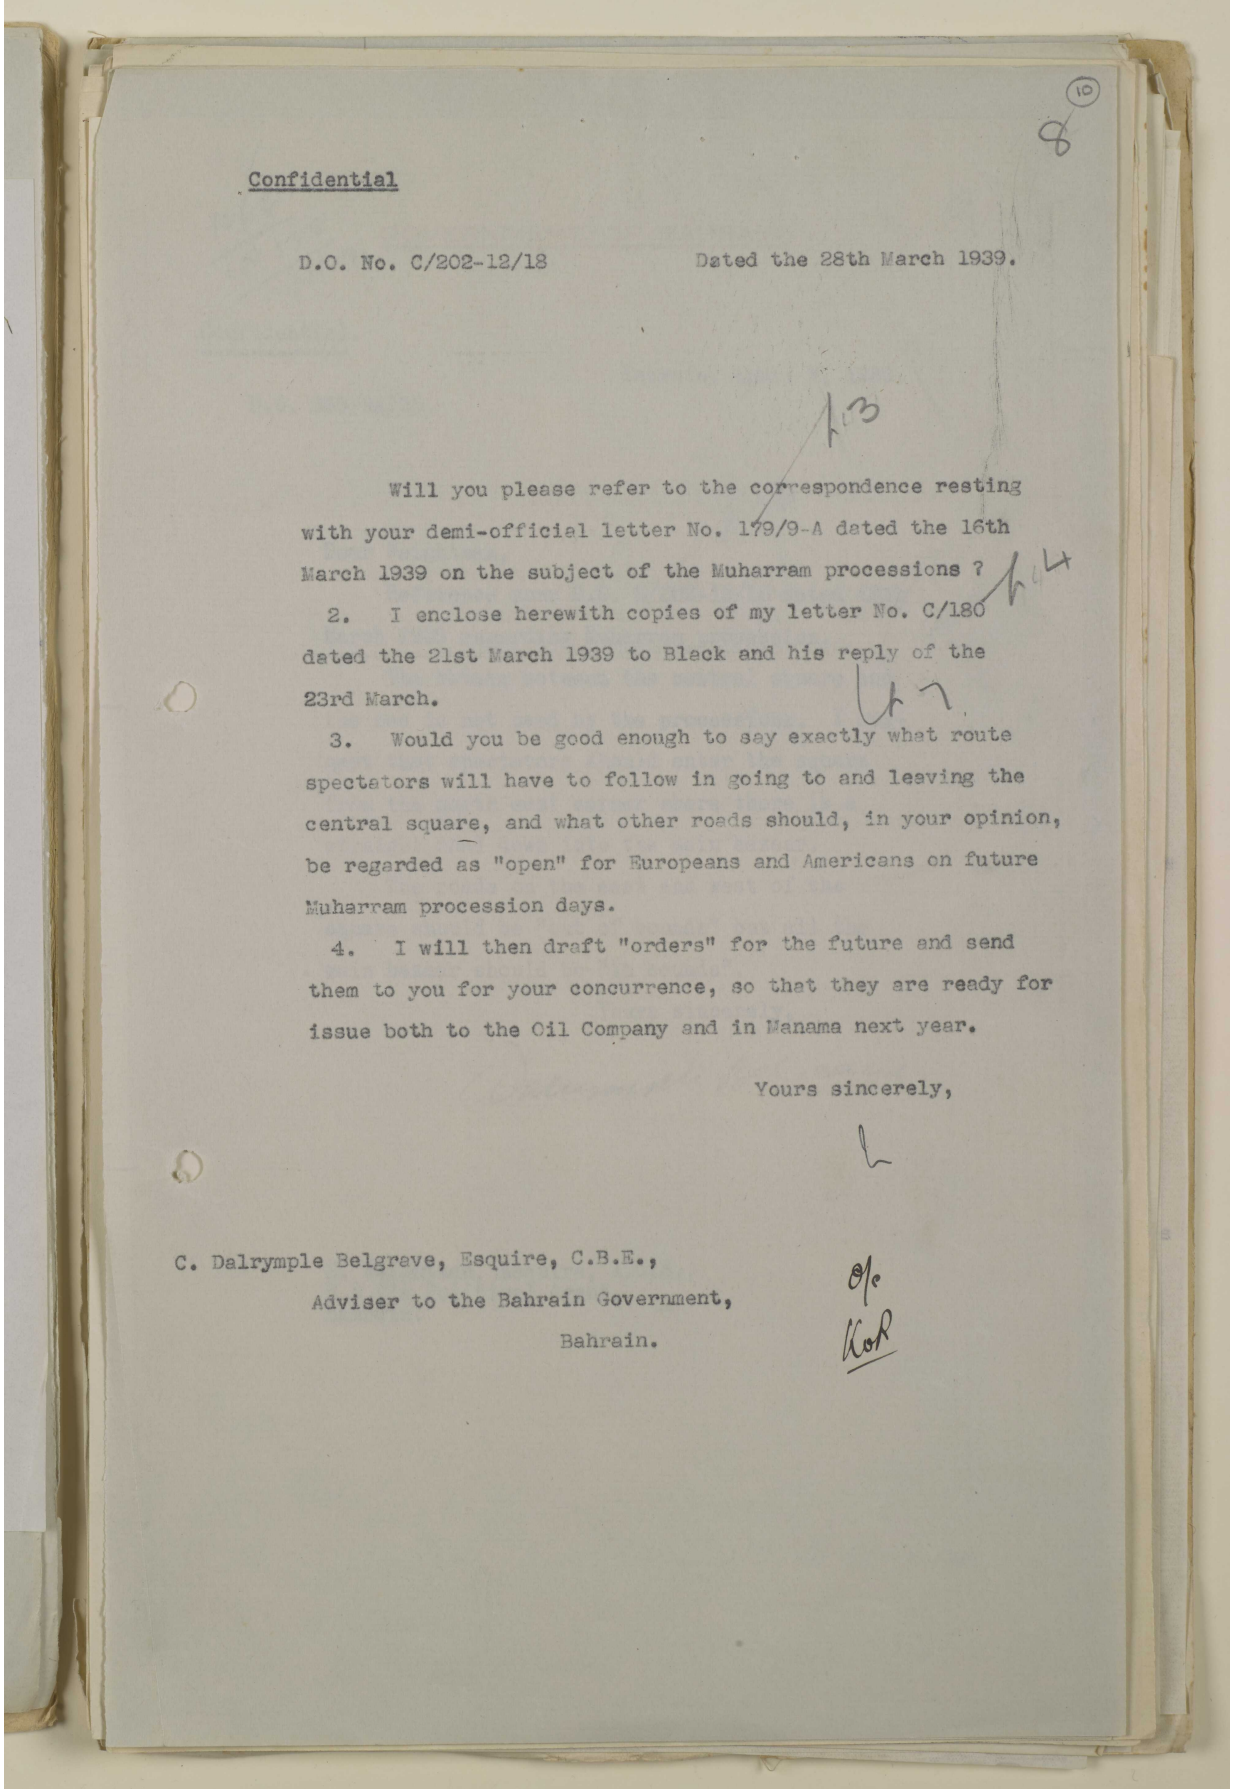 10
8
Confidential
D.O. No. C/202-12/18 Dated the 28th March 1939.
p.3
Will you please refer to the correspondence resting
with your demi-official letter No. 179/9-A dated the 16th
March 1939 on the subject of the Muharram processions ?
p.4
2. I enclose herewith copies of my letter No. C/180
dated the 21st March 1939 to Black and his reply of the
23rd March.
p.7
3. Would you be good enough to say exactly what route
spectators will have to follow in going to and leaving the
central square, and what other roads should, in your opinion,
be regarded as "open" for Europeans and Americans on future
Muharram procession days.
4. I will then draft "orders" for the future and send
them to you for your concurrence, so that they are ready for
issue both to the Oil Company and in Manama next year.
Yours sincerely,
C. Dalrymple Belgrave, Esquire, C.B.E.,
Adviser to the Bahrain Government,
Bahrain.